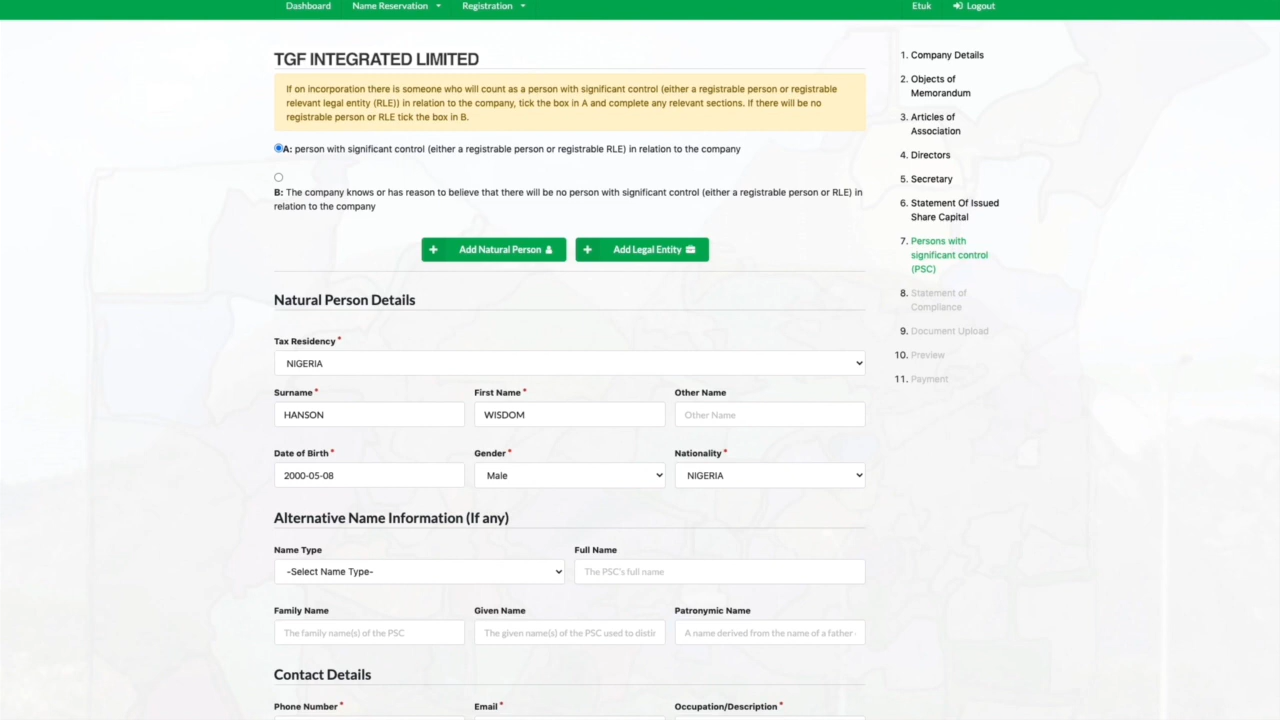 Dashboard Name Reservation Registration Etuk Logout
TGF INTEGRATED LIMITED
If on incorporation there is someone who will count as a person with significant control (either a registrable person or registrable
relevant legal entity (RLE)) in relation to the company, tick the box in A and complete any relevant sections. If there will be no
registrable person or RLE tick the box in B.
A: person with significant control (either a registrable person or registrable RLE) in relation to the company
B: The company knows or has reason to believe that there will be no person with significant control (either a registrable person or RLE) in
relation to the company
+ Add Natural Person + Add Legal Entity
Natural Person Details
Tax Residency *
NIGERIA
Surname * First Name * Other Name
HANSON WISDOM Other Name
Date of Birth * Gender * Nationality *
2000-05-08 Male NIGERIA
Alternative Name Information (If any)
Name Type Full Name
-Select Name Type- The PSC's full name
Family Name Given Name Patronymic Name
The family name(s) of the PSC The given name(s) of the PSC used to distin A name derived from the name of a father
Contact Details
Phone Number * Email * Occupation/Description *
1. Company Details
2. Objects of
Memorandum
3. Articles of
Association
4. Directors
5. Secretary
6. Statement Of Issued
Share Capital
7. Persons with
significant control
(PSC)
8. Statement of
Compliance
9. Document Upload
10. Preview
11. Payment